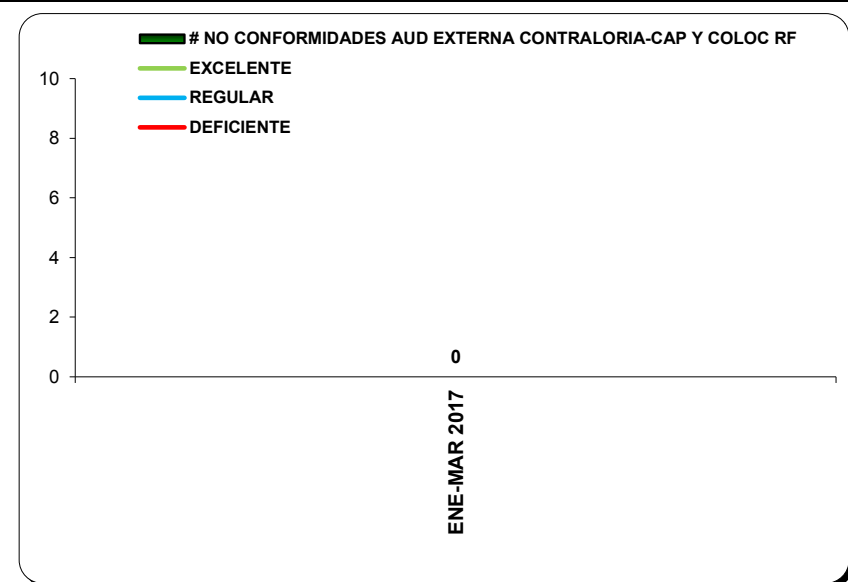 # NO CONFORMIDADES AUD EXTERNA CONTRALORIA-CAP Y COLOC RF
EXCELENTE
REGULAR
DEFICIENTE
10
8
6
4
2
0
0
ENE-MAR 2017